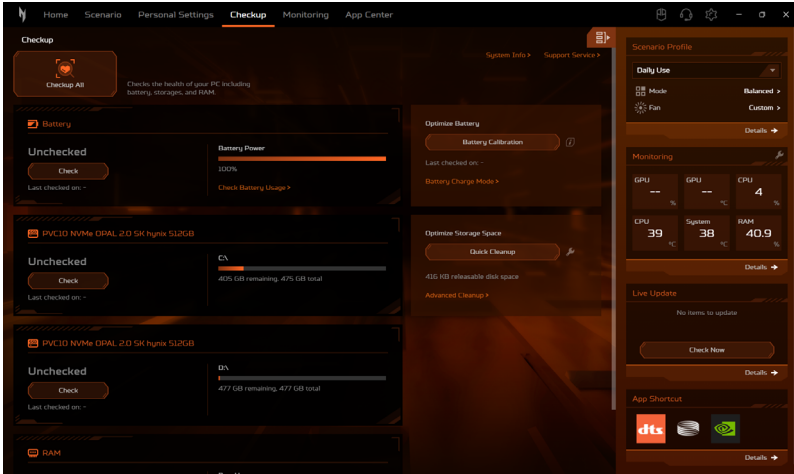 Home Scenario Personal Settings Checkup Monitoring App Center
Checkup
System Info > Support Service >
Checkup All
Checks the health of your PC including
battery, storages, and RAM.
Battery
Unchecked
Check
Last checked on: -
Battery Power
100%
Check Battery Usage >
Optimize Battery
Battery Calibration
Last checked on: -
Battery Charge Mode >
PVC10 NVMe OPAL 2.0 SK hynix 512GB
Unchecked
Check
Last checked on: -
C:\
405 GB remaining, 475 GB total
Optimize Storage Space
Quick Cleanup
416 KB releasable disk space
Advanced Cleanup >
PVC10 NVMe OPAL 2.0 SK hynix 512GB
Unchecked
Check
Last checked on: -
D:\
477 GB remaining, 477 GB total
RAM
Scenario Profile
Daily Use
Mode Balanced >
Fan Custom >
Details →
Monitoring
GPU GPU CPU
-- -- 4
% °C %
CPU System RAM
39 38 40.9
°C °C %
Details →
Live Update
No items to update
Check Now
Details →
App Shortcut
dts
Details →